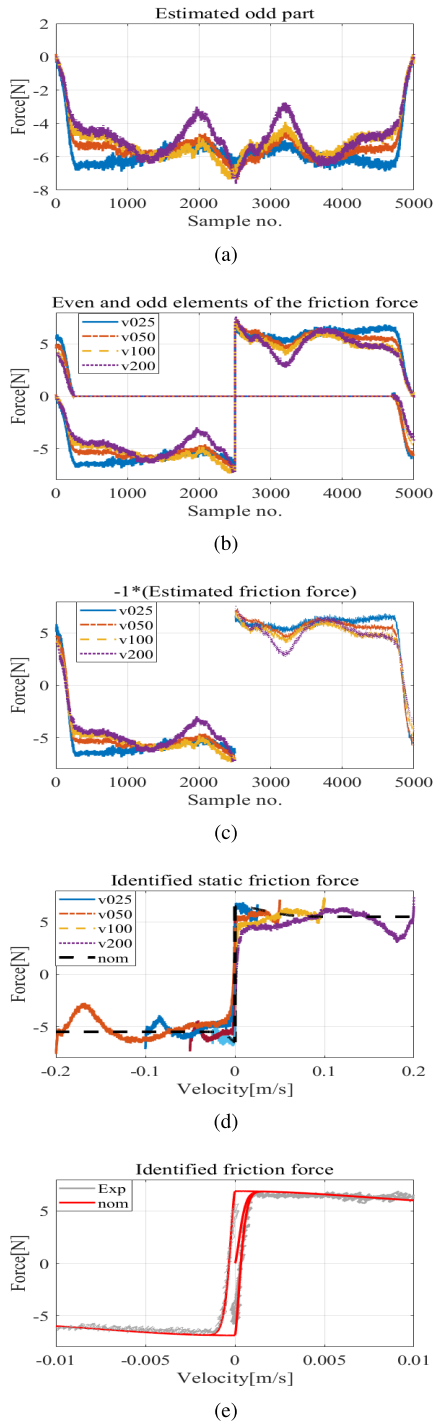 Estimated odd part
2
0
-2
-4
-6
-8
Force[N]
0 1000 2000 3000 4000 5000
Sample no.
(a)
Even and odd elements of the friction force
v025
v050
v100
v200
5
0
-5
Force[N]
0 1000 2000 3000 4000 5000
Sample no.
(b)
-1*(Estimated friction force)
v025
v050
v100
v200
5
0
-5
Force[N]
0 1000 2000 3000 4000 5000
Sample no.
(c)
Identified static friction force
v025
v050
v100
v200
nom
5
0
-5
Force[N]
-0.2 -0.1 0 0.1 0.2
Velocity[m/s]
(d)
Identified friction force
Exp
nom
5
0
-5
Force[N]
-0.01 -0.005 0 0.005 0.01
Velocity[m/s]
(e)